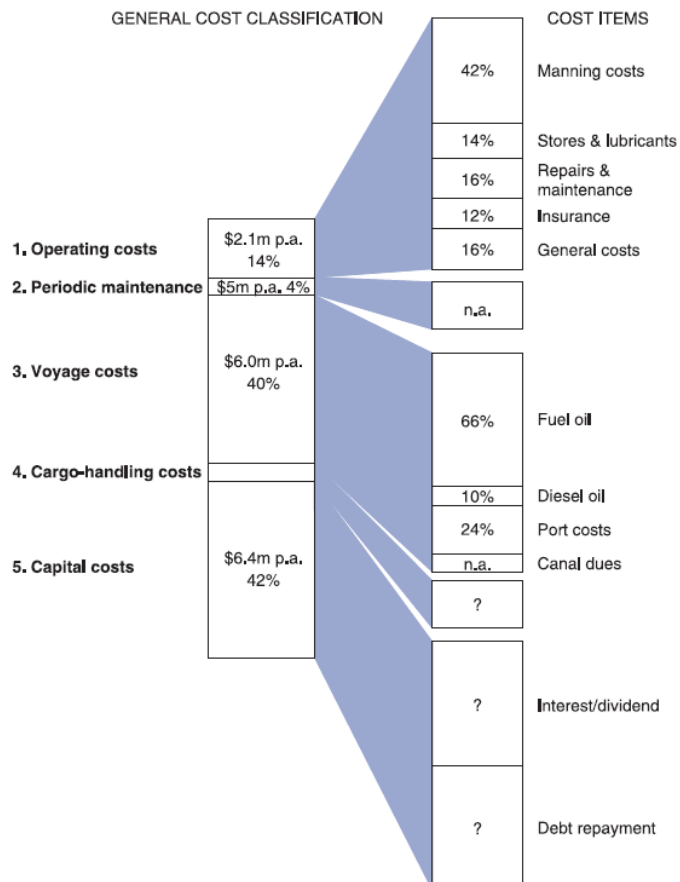 GENERAL COST CLASSIFICATION
COST ITEMS
42%
Manning costs
14%
Stores & lubricants
16%
Repairs &
maintenance
12%
Insurance
16%
General costs
1. Operating costs
$2.1m p.a.
14%
2. Periodic maintenance
$5m p.a. 4%
n.a.
3. Voyage costs
$6.0m p.a.
40%
66%
Fuel oil
10%
Diesel oil
24%
Port costs
n.a.
Canal dues
4. Cargo-handling costs
?
5. Capital costs
$6.4m p.a.
42%
?
Interest/dividend
?
Debt repayment